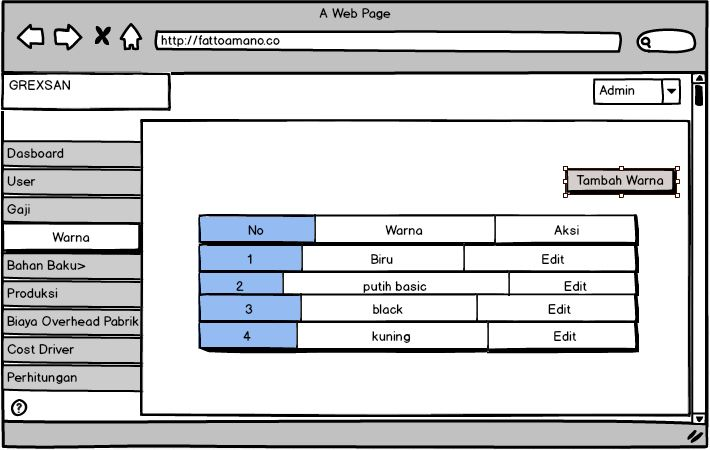 A Web Page
http://fattoamano.co
GREXSAN
Admin
Dasboard
User
Gaji
Warna
Bahan Baku>
Produksi
Biaya Overhead Pabrik
Cost Driver
Perhitungan
?
Tambah Warna
No Warna Aksi
1 Biru Edit
2 putih basic Edit
3 black Edit
4 kuning Edit